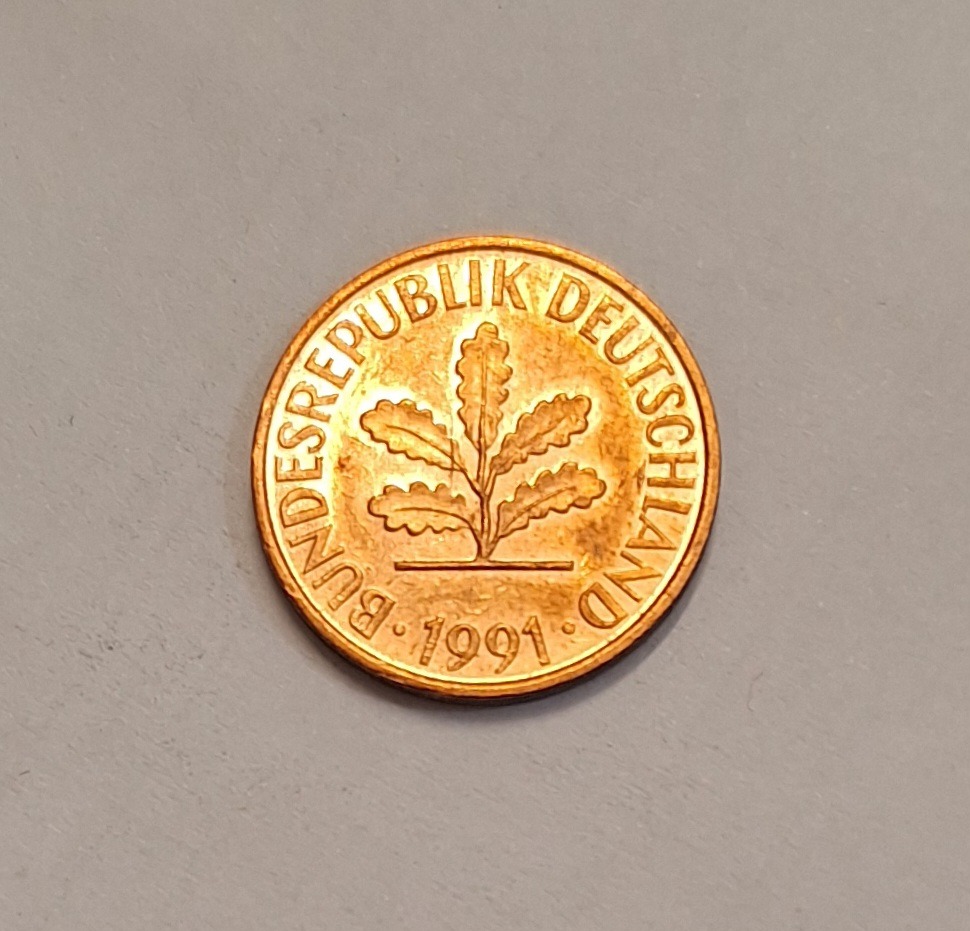 BUNDESREPUBLIK DEUTSCHLAND
· 1991 ·